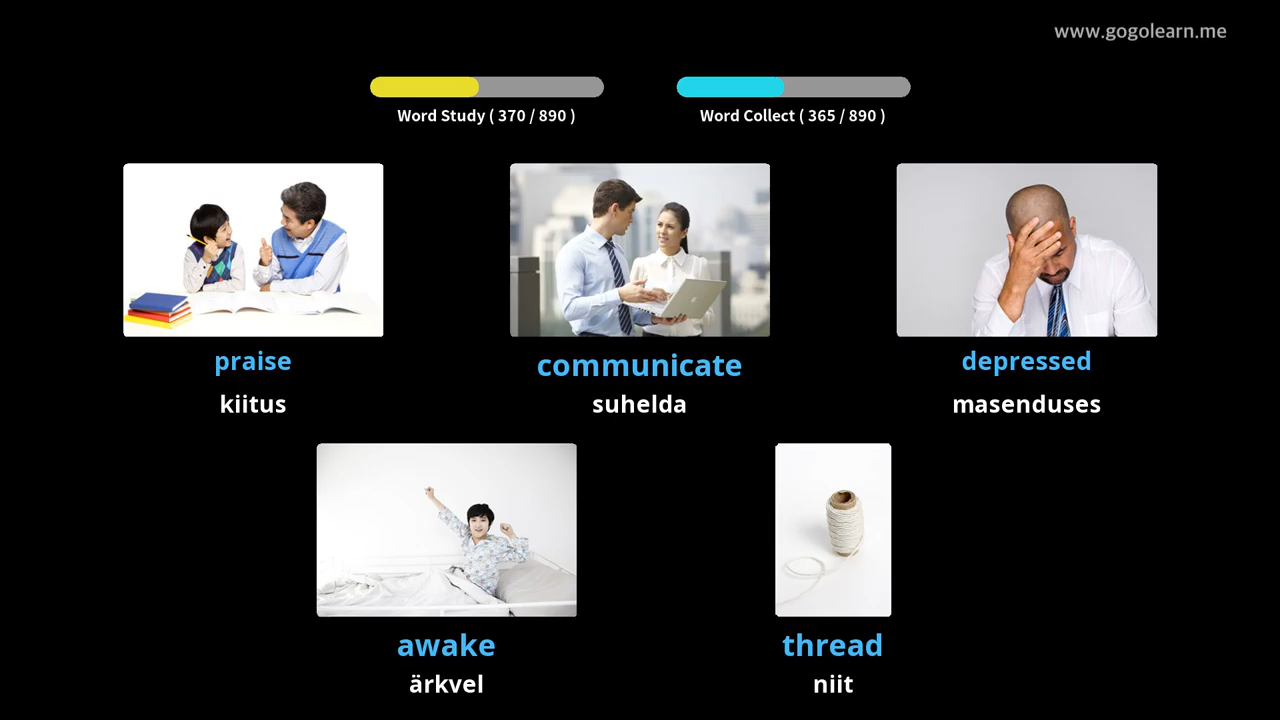 www.gogolearn.me
Word Study ( 370 / 890 )
Word Collect ( 365 / 890 )
praise
kiitus
communicate
suhelda
depressed
masenduses
awake
ärkvel
thread
niit